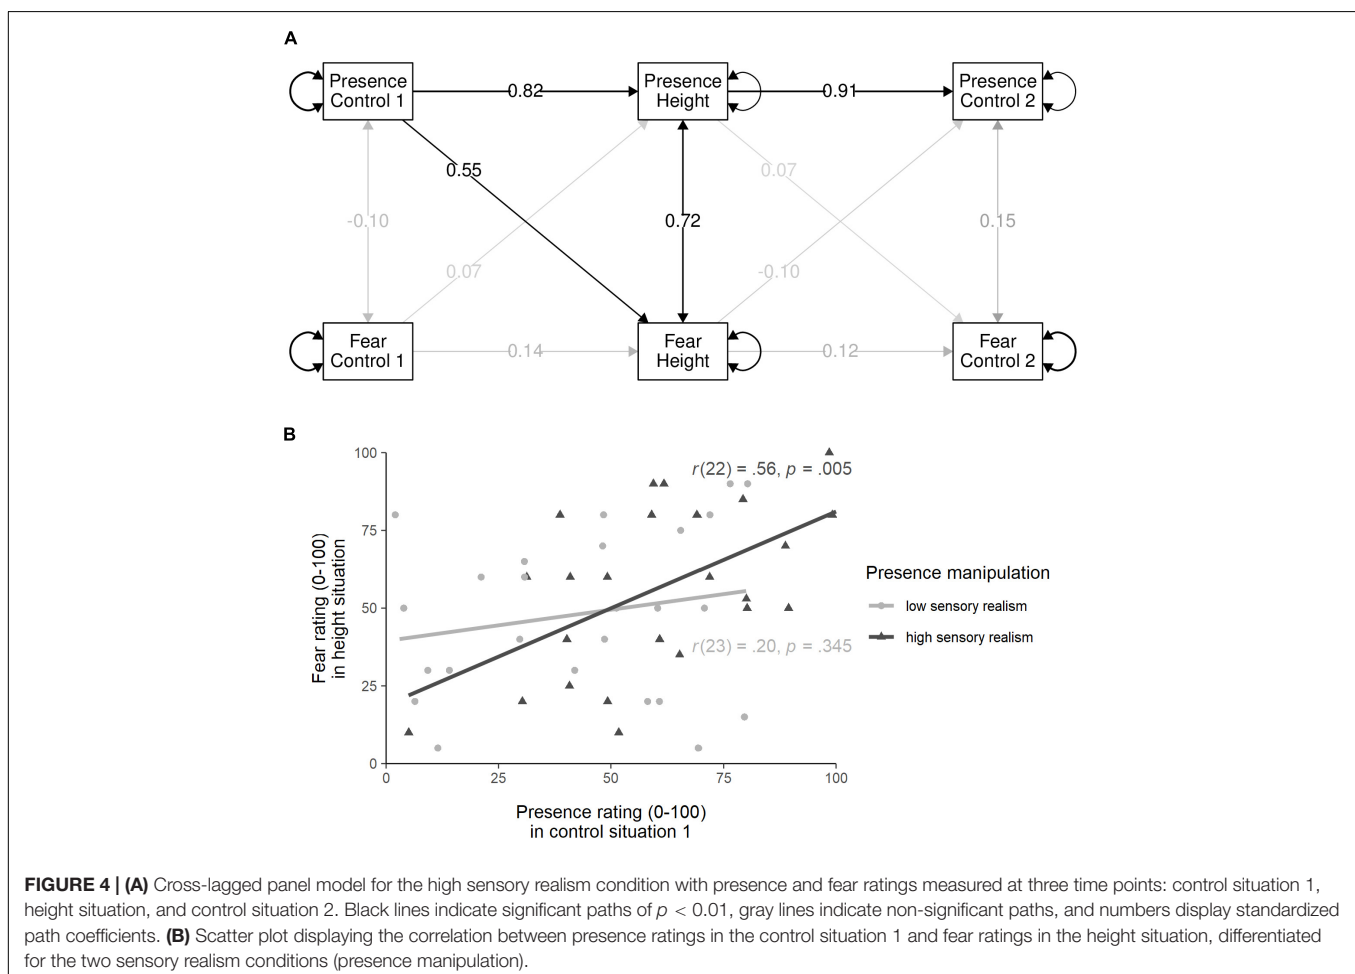 A
Presence
Control 1
0.82
Presence
Height
0.91
Presence
Control 2
0.55
0.07
-0.10
0.72
0.15
0.07
-0.10
Fear
Control 1
0.14
Fear
Height
0.12
Fear
Control 2
B
Fear rating (0-100)
in height situation
100
75
50
25
0
r(22) = .56, p = .005
r(23) = .20, p = .345
0 25 50 75 100
Presence rating (0-100)
in control situation 1
Presence manipulation
low sensory realism
high sensory realism
FIGURE 4 | (A) Cross-lagged panel model for the high sensory realism condition with presence and fear ratings measured at three time points: control situation 1,
height situation, and control situation 2. Black lines indicate significant paths of p < 0.01, gray lines indicate non-significant paths, and numbers display standardized
path coefficients. (B) Scatter plot displaying the correlation between presence ratings in the control situation 1 and fear ratings in the height situation, differentiated
for the two sensory realism conditions (presence manipulation).